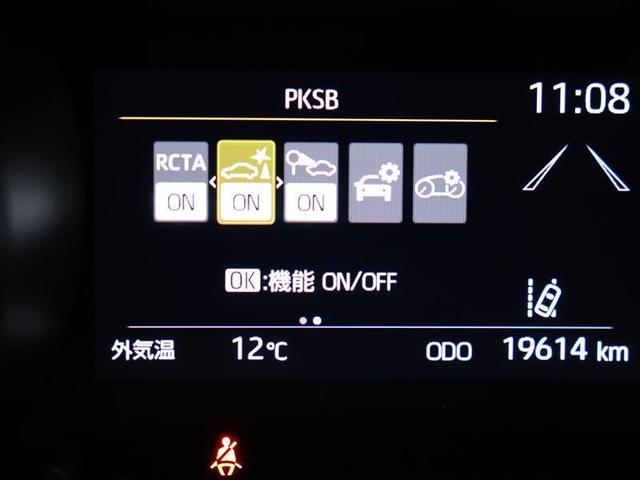 PKSB
11:08
RCTA
ON
ON
ON
OK:機能 ON/OFF
外気温 12℃ ODO 19614 km